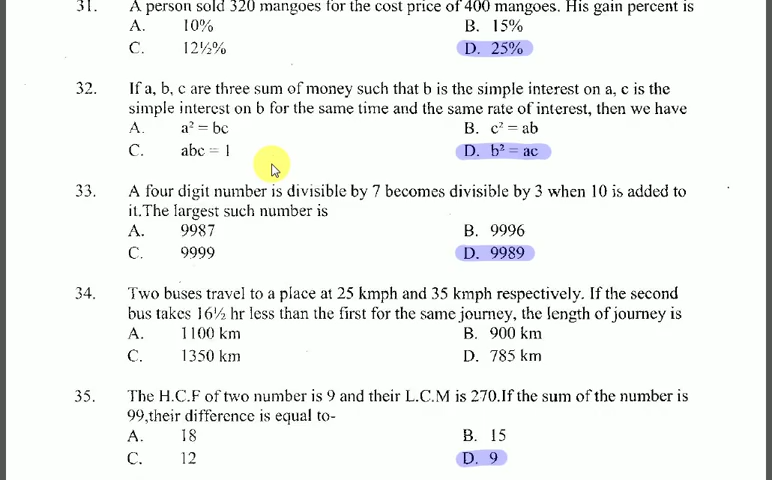 31. A person sold 320 mangoes for the cost price of 400 mangoes. His gain percent is
A. 10% B. 15%
C. 12½% D. 25%
32. If a, b, c are three sum of money such that b is the simple interest on a, c is the
simple interest on b for the same time and the same rate of interest, then we have
A. a² = bc B. c² = ab
C. abc = 1 D. b² = ac
33. A four digit number is divisible by 7 becomes divisible by 3 when 10 is added to
it.The largest such number is
A. 9987 B. 9996
C. 9999 D. 9989
34. Two buses travel to a place at 25 kmph and 35 kmph respectively. If the second
bus takes 16½ hr less than the first for the same journey, the length of journey is
A. 1100 km B. 900 km
C. 1350 km D. 785 km
35. The H.C.F of two number is 9 and their L.C.M is 270.If the sum of the number is
99,their difference is equal to-
A. 18 B. 15
C. 12 D. 9